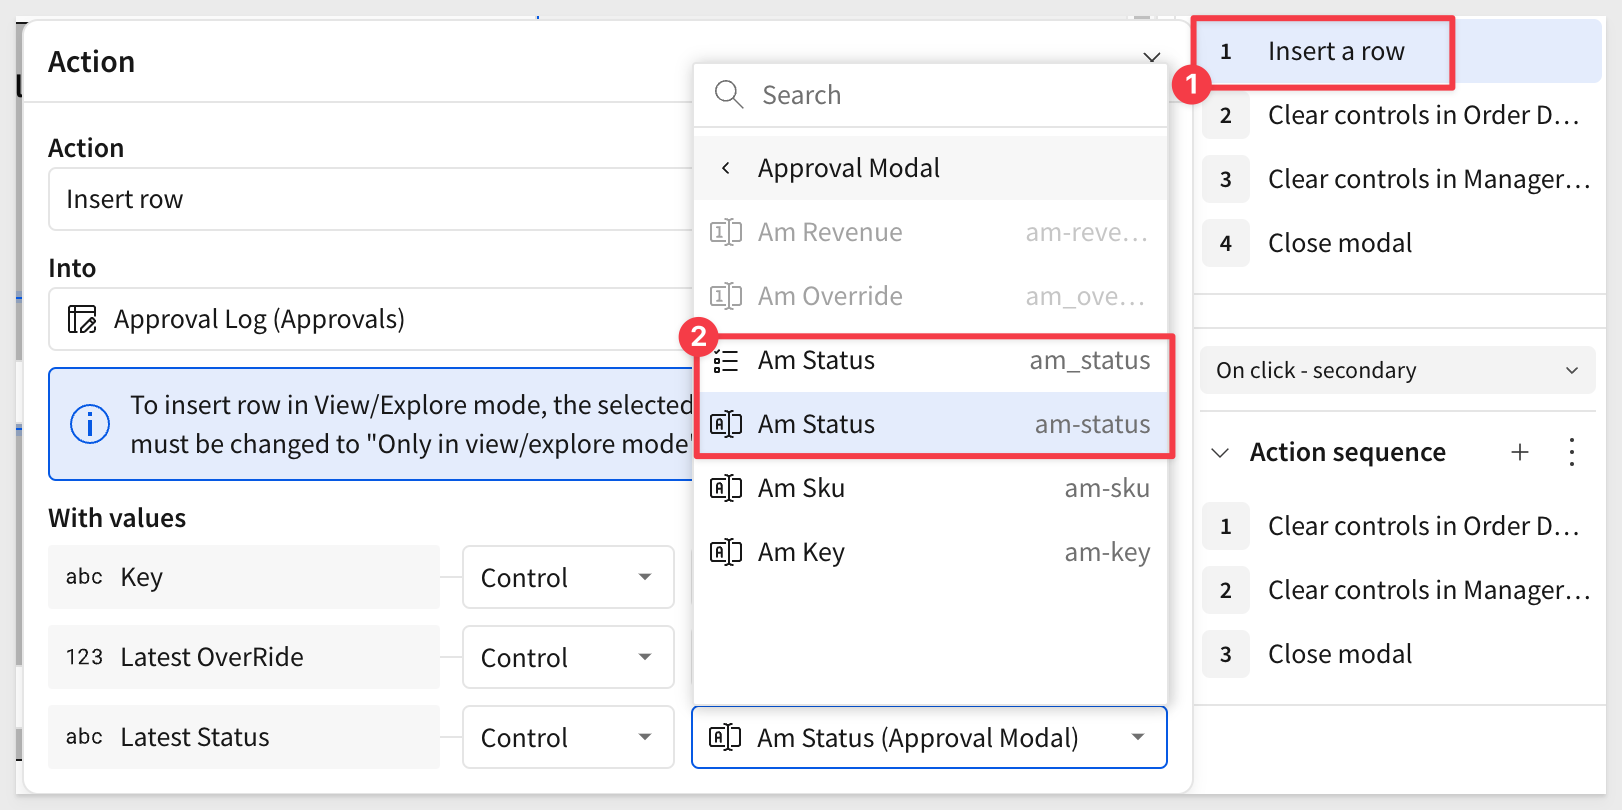 Action
Action
Insert row
Into
Approval Log (Approvals)
To insert row in View/Explore mode, the selected
must be changed to "Only in view/explore mode"
With values
abc Key
Control
123 Latest OverRide
Control
abc Latest Status
Control
Am Status (Approval Modal)
Search
Approval Modal
Am Revenue am-reve…
Am Override am_ove…
2
Am Status am_status
Am Status am-status
Am Sku am-sku
Am Key am-key
1
1 Insert a row
2 Clear controls in Order D…
3 Clear controls in Manager…
4 Close modal
On click - secondary
Action sequence
1 Clear controls in Order D…
2 Clear controls in Manager…
3 Close modal